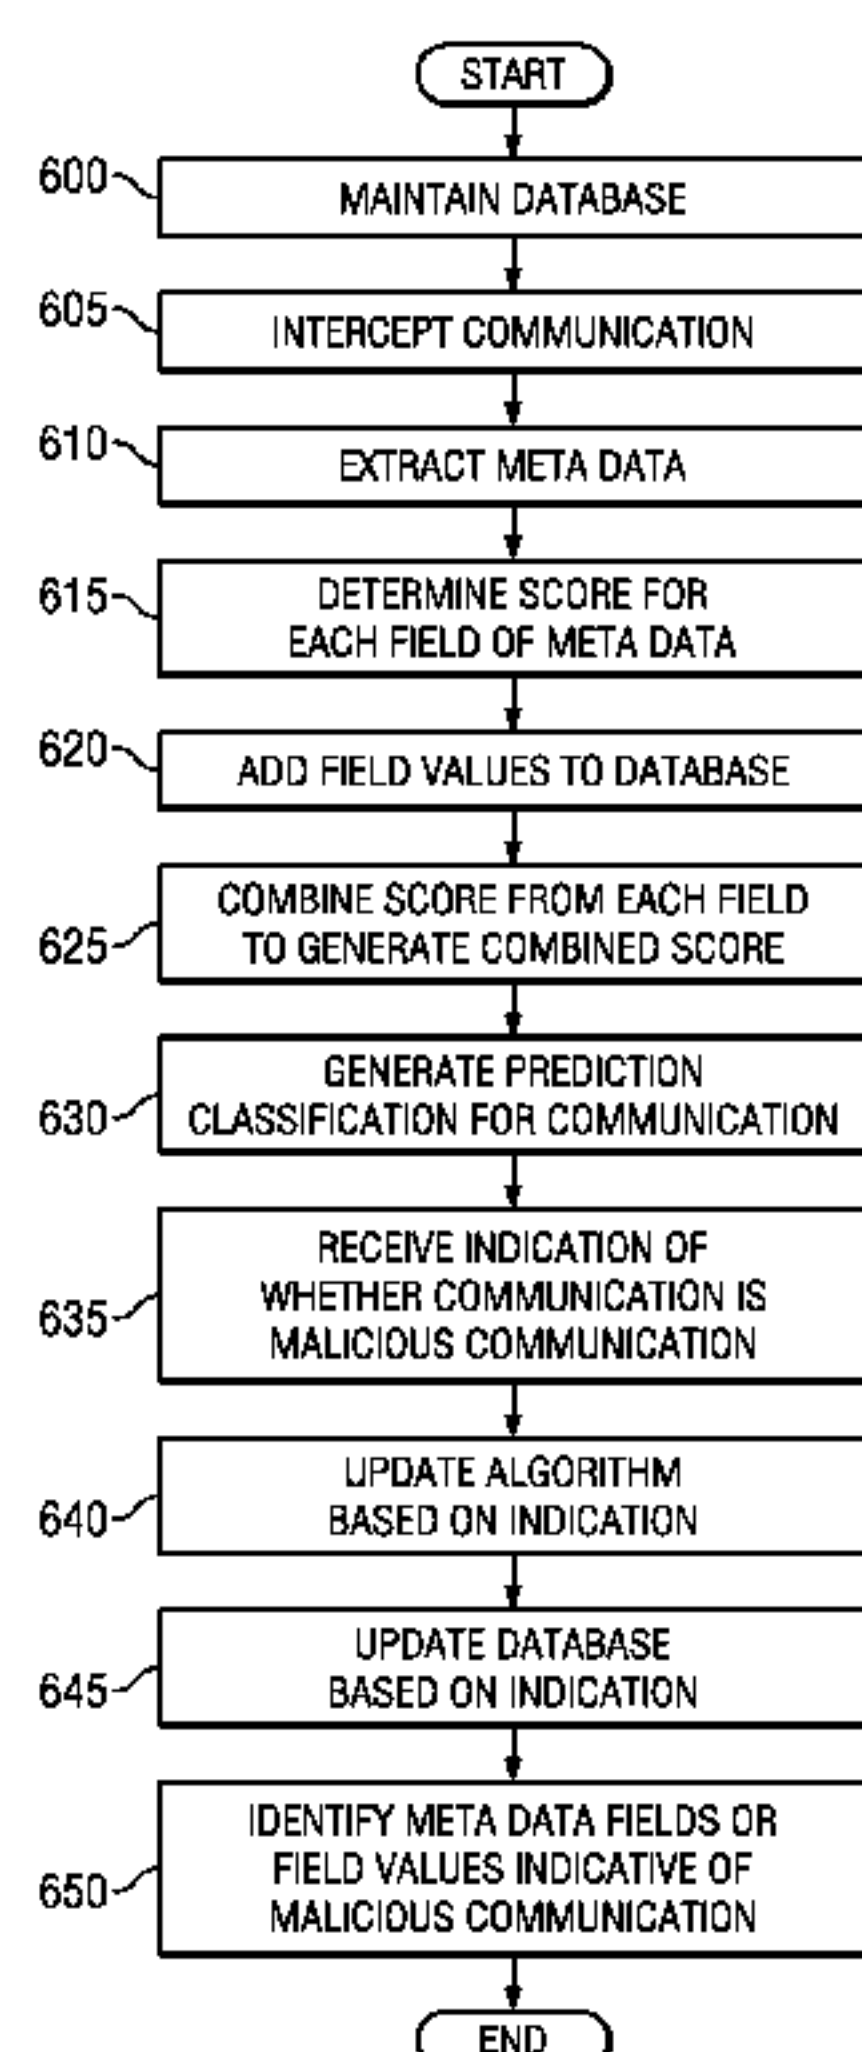 START
600
MAINTAIN DATABASE
605
INTERCEPT COMMUNICATION
610
EXTRACT META DATA
615
DETERMINE SCORE FOR
EACH FIELD OF META DATA
620
ADD FIELD VALUES TO DATABASE
625
COMBINE SCORE FROM EACH FIELD
TO GENERATE COMBINED SCORE
630
GENERATE PREDICTION
CLASSIFICATION FOR COMMUNICATION
635
RECEIVE INDICATION OF
WHETHER COMMUNICATION IS
MALICIOUS COMMUNICATION
640
UPDATE ALGORITHM
BASED ON INDICATION
645
UPDATE DATABASE
BASED ON INDICATION
650
IDENTIFY META DATA FIELDS OR
FIELD VALUES INDICATIVE OF
MALICIOUS COMMUNICATION
END